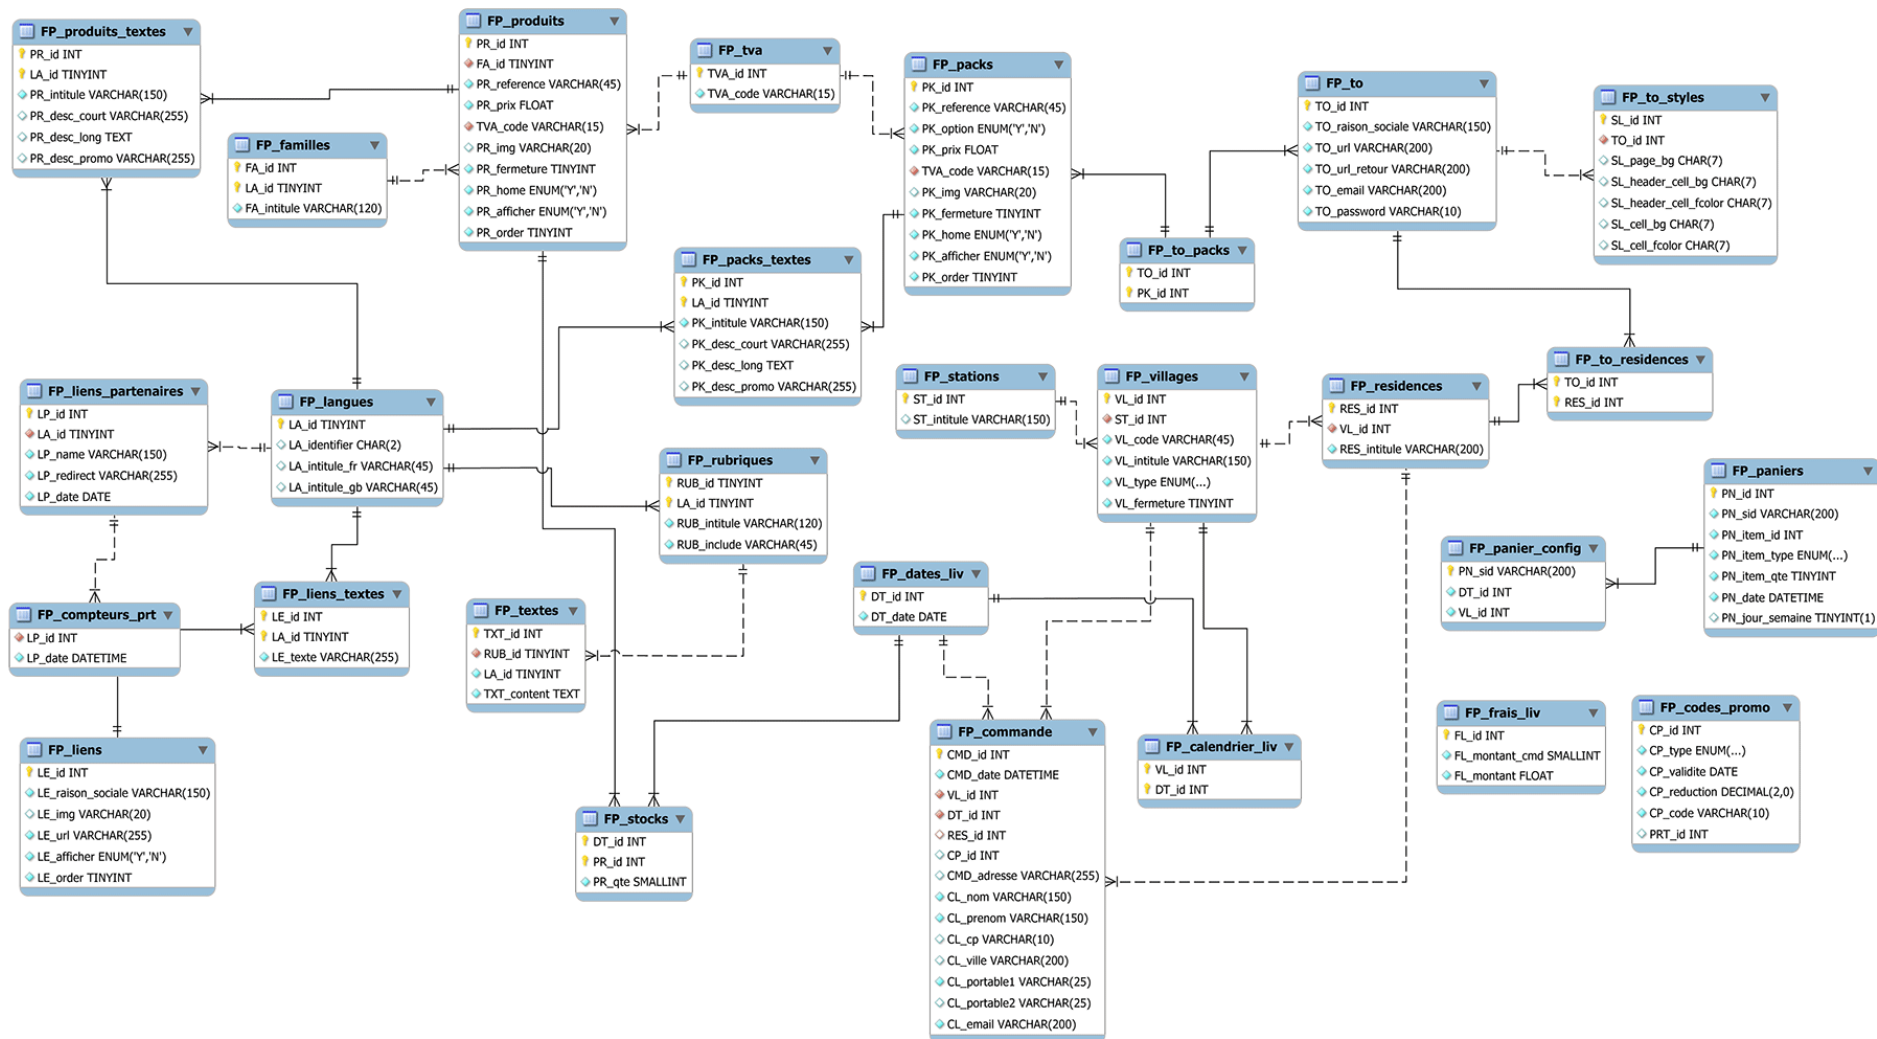 FP_produits_textes
PR_id INT
LA_id TINYINT
PR_intitule VARCHAR(150)
PR_desc_court VARCHAR(255)
PR_desc_long TEXT
PR_desc_promo VARCHAR(255)
FP_produits
PR_id INT
FA_id TINYINT
PR_reference VARCHAR(45)
PR_prix FLOAT
TVA_code VARCHAR(15)
PR_img VARCHAR(20)
PR_fermeture TINYINT
PR_home ENUM('Y','N')
PR_afficher ENUM('Y','N')
PR_order TINYINT
FP_tva
TVA_id INT
TVA_code VARCHAR(15)
FP_packs
PK_id INT
PK_reference VARCHAR(45)
PK_option ENUM('Y','N')
PK_prix FLOAT
TVA_code VARCHAR(15)
PK_img VARCHAR(20)
PK_fermeture TINYINT
PK_home ENUM('Y','N')
PK_afficher ENUM('Y','N')
PK_order TINYINT
FP_to
TO_id INT
TO_raison_sociale VARCHAR(150)
TO_url VARCHAR(200)
TO_url_retour VARCHAR(200)
TO_email VARCHAR(200)
TO_password VARCHAR(10)
FP_to_styles
SL_id INT
TO_id INT
SL_page_bg CHAR(7)
SL_header_cell_bg CHAR(7)
SL_header_cell_fcolor CHAR(7)
SL_cell_bg CHAR(7)
SL_cell_fcolor CHAR(7)
FP_familles
FA_id INT
LA_id TINYINT
FA_intitule VARCHAR(120)
FP_packs_textes
PK_id INT
LA_id TINYINT
PK_intitule VARCHAR(150)
PK_desc_court VARCHAR(255)
PK_desc_long TEXT
PK_desc_promo VARCHAR(255)
FP_to_packs
TO_id INT
PK_id INT
FP_liens_partenaires
LP_id INT
LA_id TINYINT
LP_name VARCHAR(150)
LP_redirect VARCHAR(255)
LP_date DATE
FP_langues
LA_id TINYINT
LA_identifier CHAR(2)
LA_intitule_fr VARCHAR(45)
LA_intitule_gb VARCHAR(45)
FP_stations
ST_id INT
ST_intitule VARCHAR(150)
FP_villages
VL_id INT
ST_id INT
VL_code VARCHAR(45)
VL_intitule VARCHAR(150)
VL_type ENUM(...)
VL_fermeture TINYINT
FP_residences
RES_id INT
VL_id INT
RES_intitule VARCHAR(200)
FP_to_residences
TO_id INT
RES_id INT
FP_rubriques
RUB_id TINYINT
LA_id TINYINT
RUB_intitule VARCHAR(120)
RUB_include VARCHAR(45)
FP_paniers
PN_id INT
PN_sid VARCHAR(200)
PN_item_id INT
PN_item_type ENUM(...)
PN_item_qte TINYINT
PN_date DATETIME
PN_jour_semaine TINYINT(1)
FP_panier_config
PN_sid VARCHAR(200)
DT_id INT
VL_id INT
FP_compteurs_prt
LP_id INT
LP_date DATETIME
FP_liens_textes
LE_id INT
LA_id TINYINT
LE_texte VARCHAR(255)
FP_textes
TXT_id INT
RUB_id TINYINT
LA_id TINYINT
TXT_content TEXT
FP_dates_liv
DT_id INT
DT_date DATE
FP_liens
LE_id INT
LE_raison_sociale VARCHAR(150)
LE_img VARCHAR(20)
LE_url VARCHAR(255)
LE_afficher ENUM('Y','N')
LE_order TINYINT
FP_stocks
DT_id INT
PR_id INT
PR_qte SMALLINT
FP_commande
CMD_id INT
CMD_date DATETIME
VL_id INT
DT_id INT
RES_id INT
CP_id INT
CMD_adresse VARCHAR(255)
CL_nom VARCHAR(150)
CL_prenom VARCHAR(150)
CL_cp VARCHAR(10)
CL_ville VARCHAR(200)
CL_portable1 VARCHAR(25)
CL_portable2 VARCHAR(25)
CL_email VARCHAR(200)
FP_calendrier_liv
VL_id INT
DT_id INT
FP_frais_liv
FL_id INT
FL_montant_cmd SMALLINT
FL_montant FLOAT
FP_codes_promo
CP_id INT
CP_type ENUM(...)
CP_validite DATE
CP_reduction DECIMAL(2,0)
CP_code VARCHAR(10)
PRT_id INT